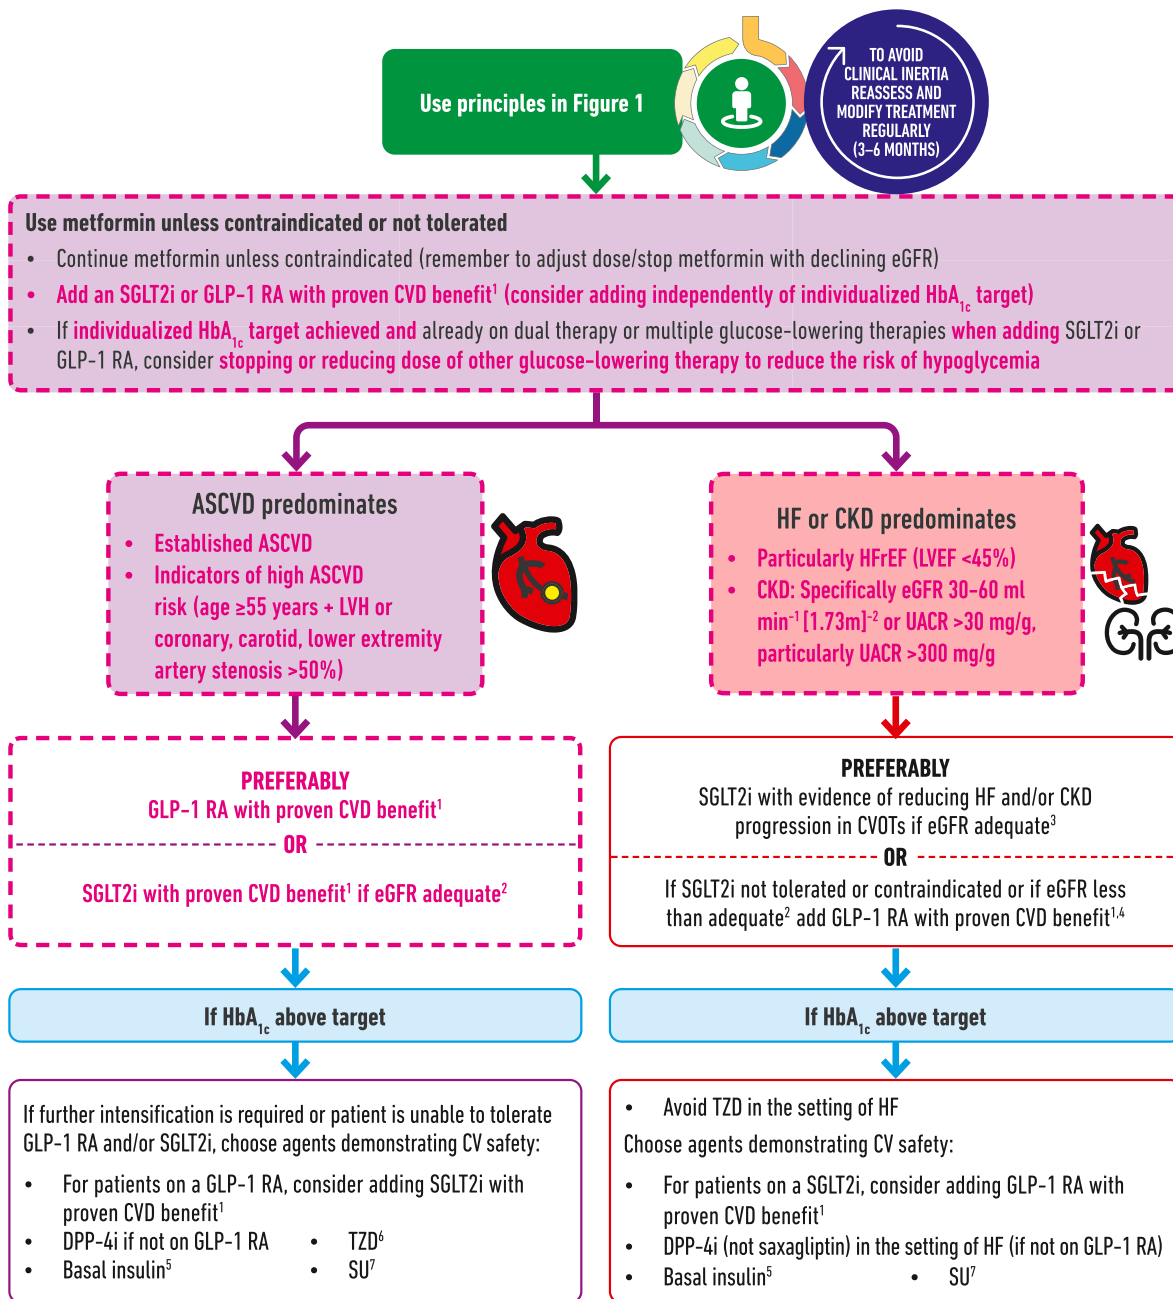 Use principles in Figure 1
TO AVOID
CLINICAL INERTIA
REASSESS AND
MODIFY TREATMENT
REGULARLY
(3–6 MONTHS)
Use metformin unless contraindicated or not tolerated
• Continue metformin unless contraindicated (remember to adjust dose/stop metformin with declining eGFR)
• Add an SGLT2i or GLP-1 RA with proven CVD benefit¹ (consider adding independently of individualized HbA1c target)
• If individualized HbA1c target achieved and already on dual therapy or multiple glucose-lowering therapies when adding SGLT2i or
GLP-1 RA, consider stopping or reducing dose of other glucose-lowering therapy to reduce the risk of hypoglycemia
ASCVD predominates
• Established ASCVD
• Indicators of high ASCVD
risk (age ≥55 years + LVH or
coronary, carotid, lower extremity
artery stenosis >50%)
HF or CKD predominates
• Particularly HFrEF (LVEF <45%)
• CKD: Specifically eGFR 30–60 ml
min⁻¹ [1.73m]⁻² or UACR >30 mg/g,
particularly UACR >300 mg/g
PREFERABLY
GLP-1 RA with proven CVD benefit¹
OR
SGLT2i with proven CVD benefit¹ if eGFR adequate²
PREFERABLY
SGLT2i with evidence of reducing HF and/or CKD
progression in CVOTs if eGFR adequate³
OR
If SGLT2i not tolerated or contraindicated or if eGFR less
than adequate² add GLP-1 RA with proven CVD benefit¹,⁴
If HbA1c above target
If HbA1c above target
If further intensification is required or patient is unable to tolerate
GLP-1 RA and/or SGLT2i, choose agents demonstrating CV safety:
• For patients on a GLP-1 RA, consider adding SGLT2i with
proven CVD benefit¹
• DPP-4i if not on GLP-1 RA • TZD⁶
• Basal insulin⁵ • SU⁷
• Avoid TZD in the setting of HF
Choose agents demonstrating CV safety:
• For patients on a SGLT2i, consider adding GLP-1 RA with
proven CVD benefit¹
• DPP-4i (not saxagliptin) in the setting of HF (if not on GLP-1 RA)
• Basal insulin⁵ • SU⁷